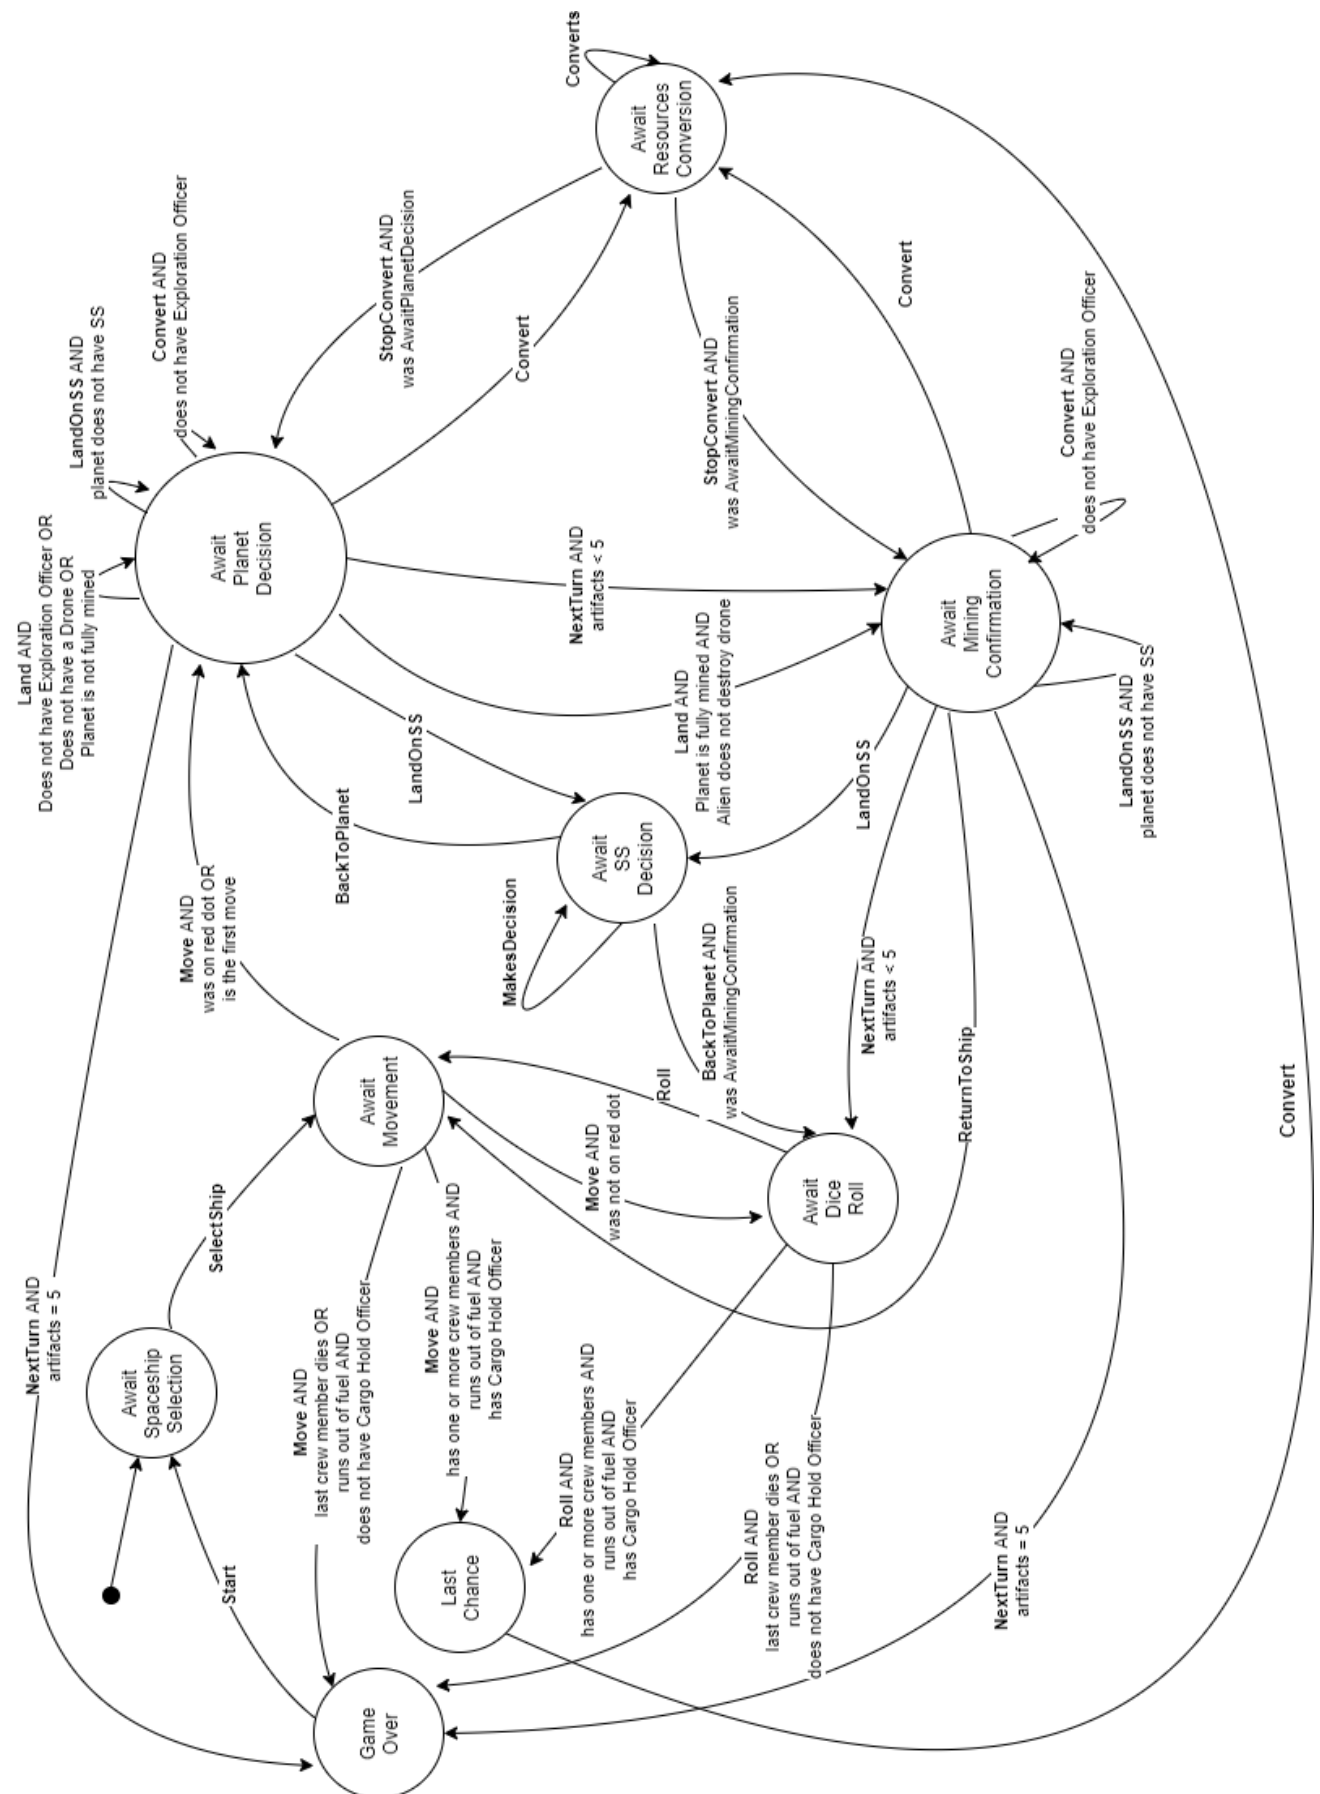 Converts
Await
Resources
Conversion
Convert AND
does not have Exploration Officer
StopConvert AND
was AwaitPlanetDecision
Convert
LandOnSS AND
planet does not have SS
Convert
StopConvert AND
was AwaitMiningConfirmation
Convert AND
does not have Exploration Officer
Land AND
Does not have Exploration Officer OR
Does not have a Drone OR
Planet is not fully mined
Await
Planet
Decision
NextTurn AND
artifacts < 5
Await
Mining
Confirmation
Land AND
Planet is fully mined AND
Alien does not destroy drone
LandOnSS
LandOnSS
LandOnSS AND
planet does not have SS
BackToPlanet
Await
SS
Decision
Move AND
was on red dot OR
is the first move
MakesDecision
BackToPlanet AND
was AwaitMiningConfirmation
NextTurn AND
artifacts < 5
Await
Movement
Roll
ReturnToShip
Convert
Move AND
was not on red dot
Await
Dice
Roll
SelectShip
NextTurn AND
artifacts = 5
Await
Spaceship
Selection
Move AND
last crew member dies OR
runs out of fuel AND
does not have Cargo Hold Officer
Move AND
has one or more crew members AND
runs out of fuel AND
has Cargo Hold Officer
Roll AND
has one or more crew members AND
runs out of fuel AND
has Cargo Hold Officer
Roll AND
last crew member dies OR
runs out of fuel AND
does not have Cargo Hold Officer
NextTurn AND
artifacts = 5
Start
Last
Chance
Game
Over